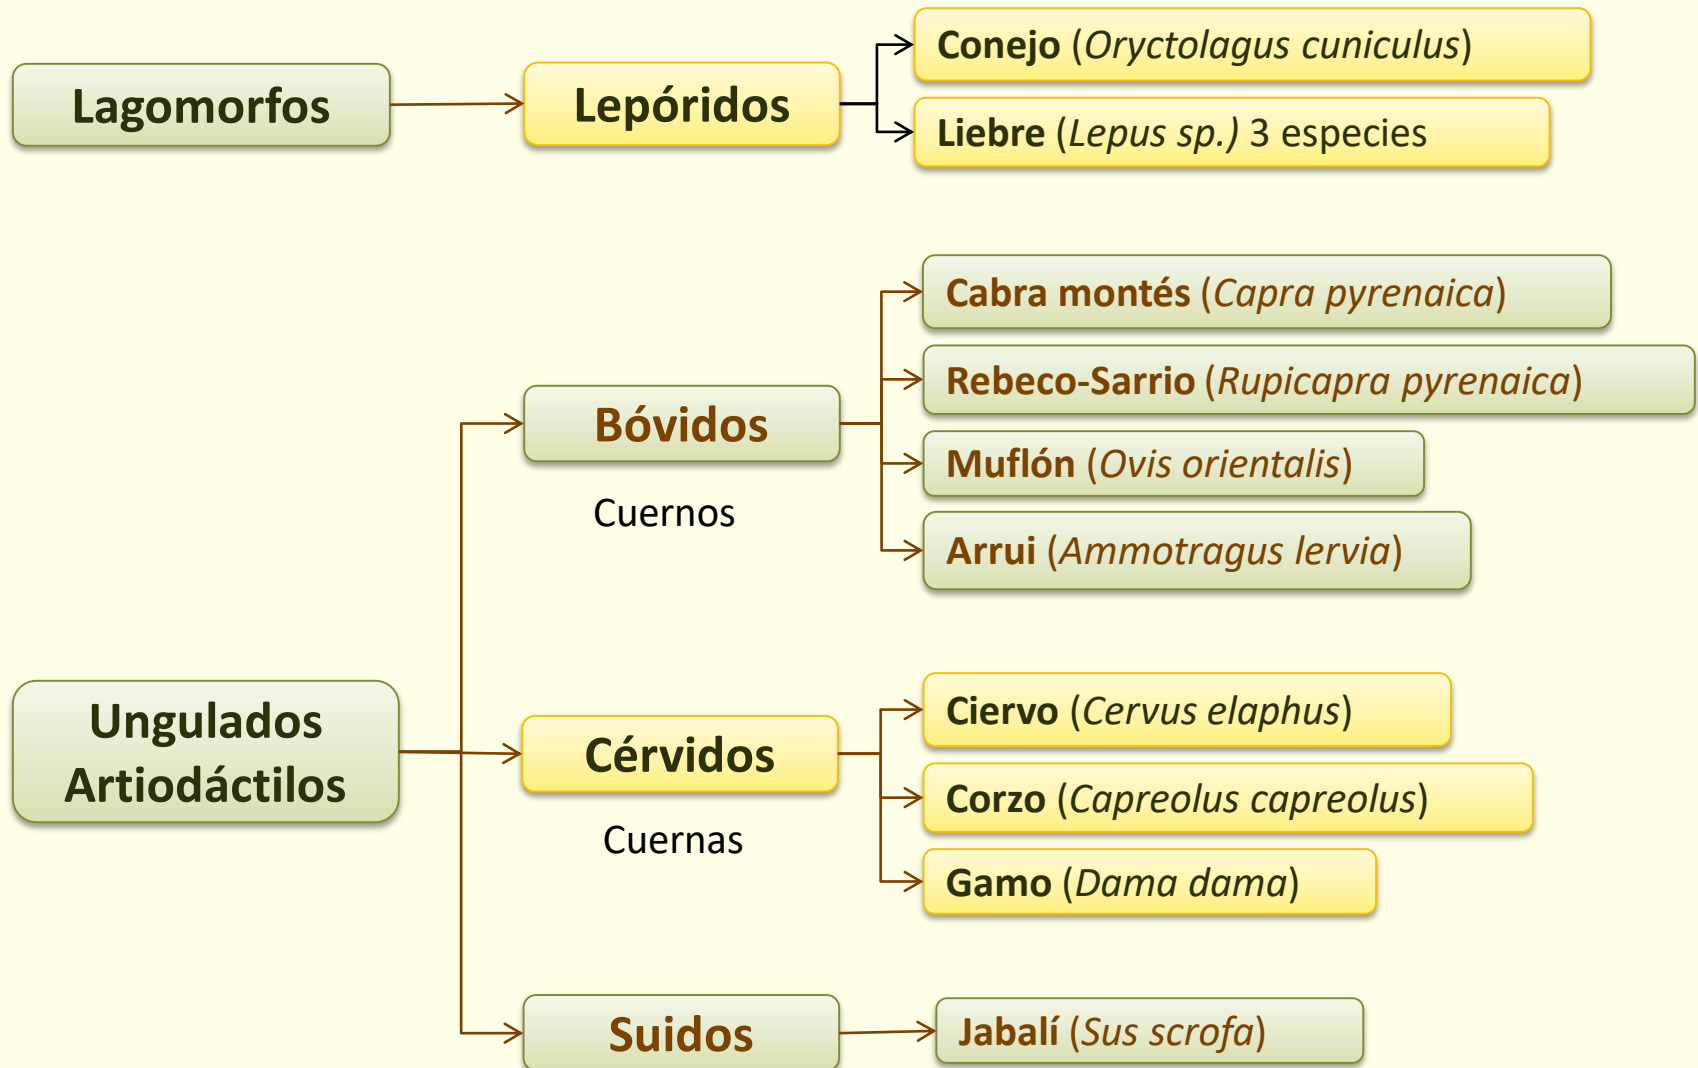 Lagomorfos
Lepóridos
Conejo (Oryctolagus cuniculus)
Liebre (Lepus sp.) 3 especies
Ungulados
Artiodáctilos
Bóvidos
Cuernos
Cabra montés (Capra pyrenaica)
Rebeco-Sarrio (Rupicapra pyrenaica)
Muflón (Ovis orientalis)
Arrui (Ammotragus lervia)
Cérvidos
Cuernas
Ciervo (Cervus elaphus)
Corzo (Capreolus capreolus)
Gamo (Dama dama)
Suidos
Jabalí (Sus scrofa)